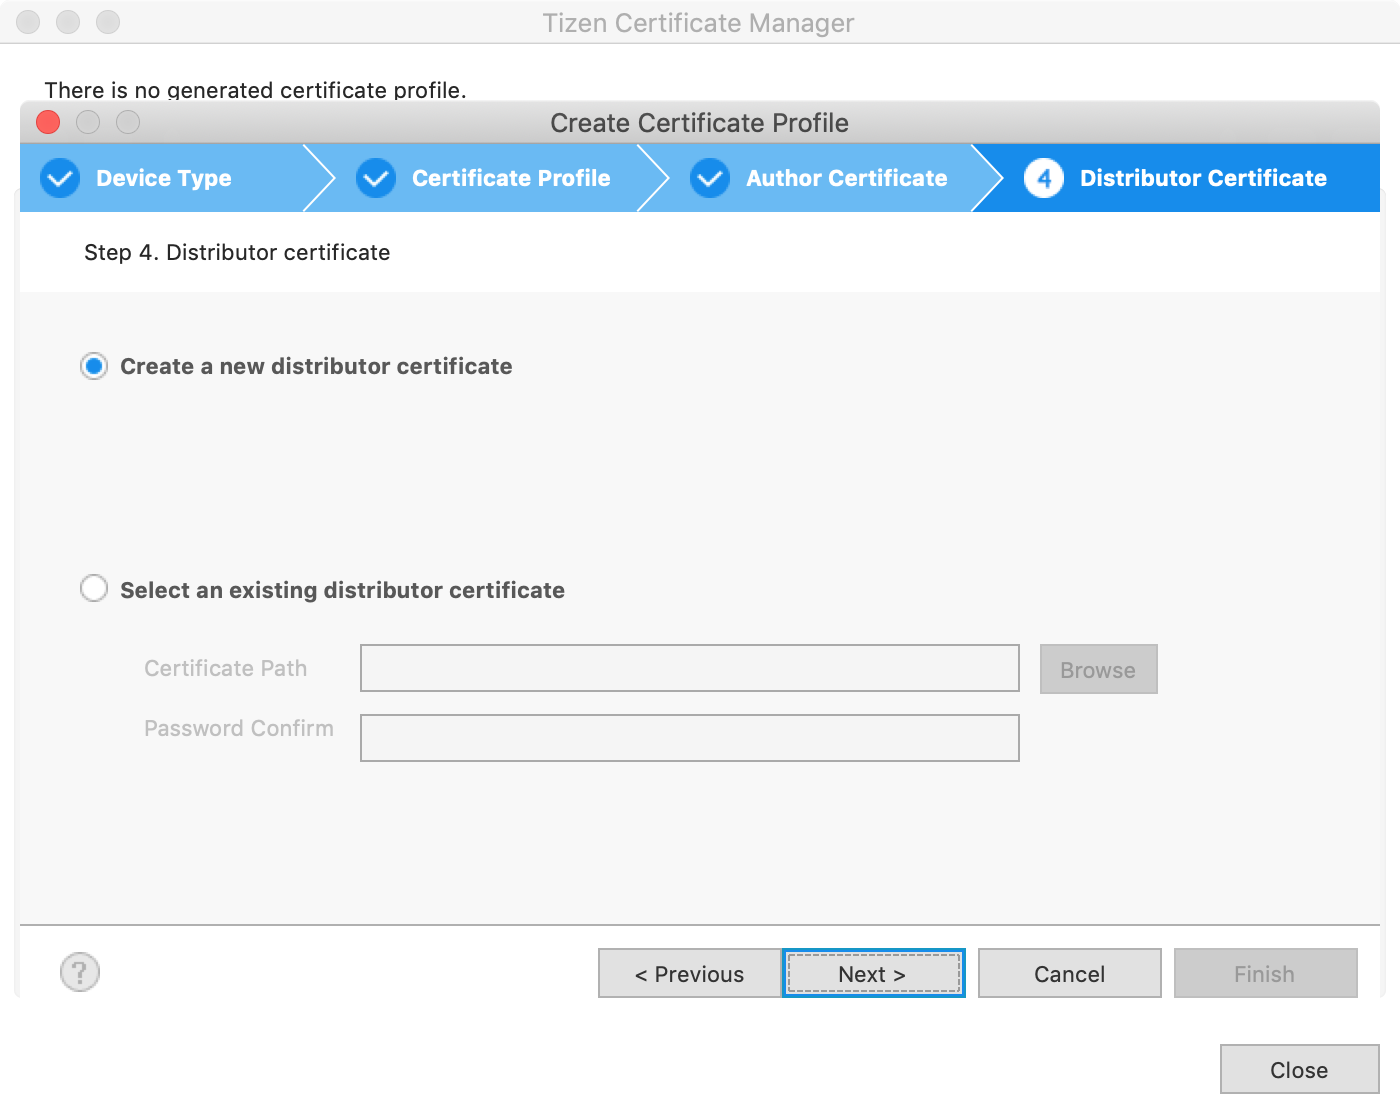 Tizen Certificate Manager
There is no generated certificate profile.
Create Certificate Profile
Device Type
Certificate Profile
Author Certificate
4 Distributor Certificate
Step 4. Distributor certificate
Create a new distributor certificate
Select an existing distributor certificate
Certificate Path
Browse
Password Confirm
?
< Previous
Next >
Cancel
Finish
Close